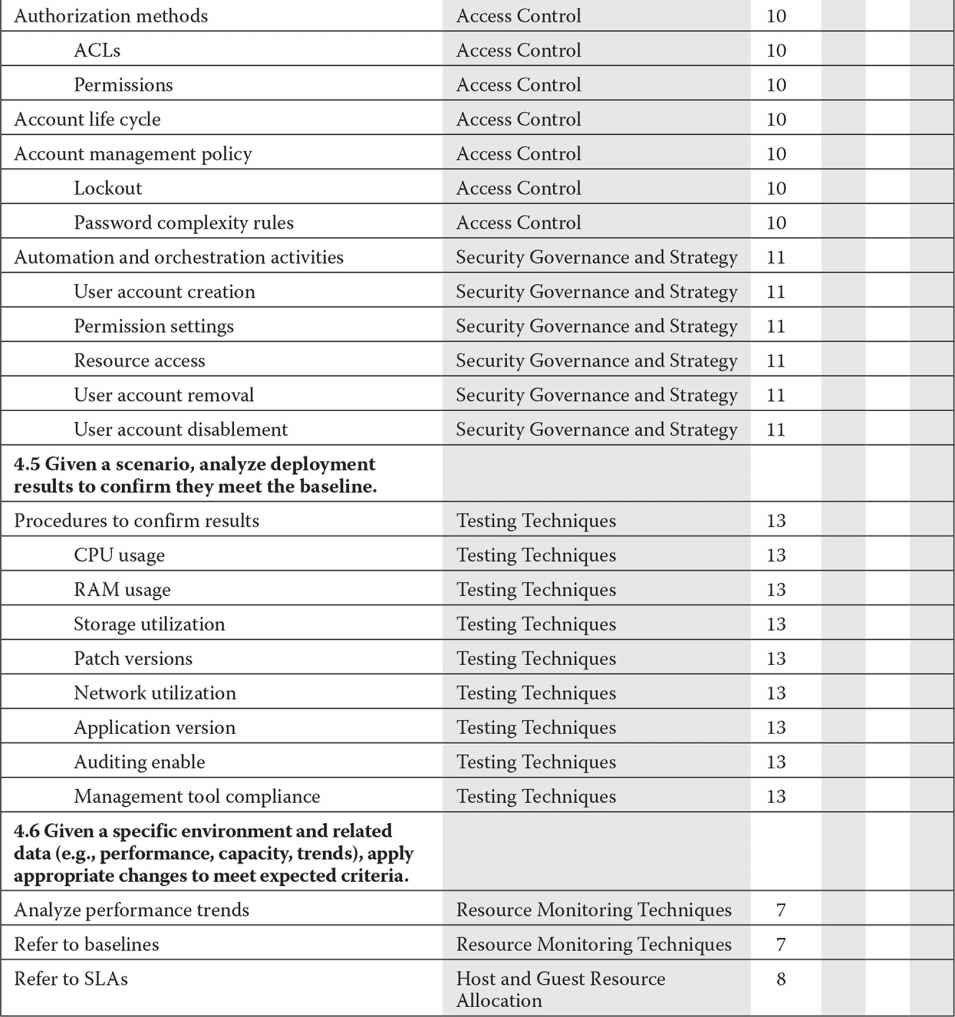 Authorization methods Access Control 10
ACLs Access Control 10
Permissions Access Control 10
Account life cycle Access Control 10
Account management policy Access Control 10
Lockout Access Control 10
Password complexity rules Access Control 10
Automation and orchestration activities Security Governance and Strategy 11
User account creation Security Governance and Strategy 11
Permission settings Security Governance and Strategy 11
Resource access Security Governance and Strategy 11
User account removal Security Governance and Strategy 11
User account disablement Security Governance and Strategy 11
4.5 Given a scenario, analyze deployment
results to confirm they meet the baseline.
Procedures to confirm results Testing Techniques 13
CPU usage Testing Techniques 13
RAM usage Testing Techniques 13
Storage utilization Testing Techniques 13
Patch versions Testing Techniques 13
Network utilization Testing Techniques 13
Application version Testing Techniques 13
Auditing enable Testing Techniques 13
Management tool compliance Testing Techniques 13
4.6 Given a specific environment and related
data (e.g., performance, capacity, trends), apply
appropriate changes to meet expected criteria.
Analyze performance trends Resource Monitoring Techniques 7
Refer to baselines Resource Monitoring Techniques 7
Refer to SLAs Host and Guest Resource 8
Allocation